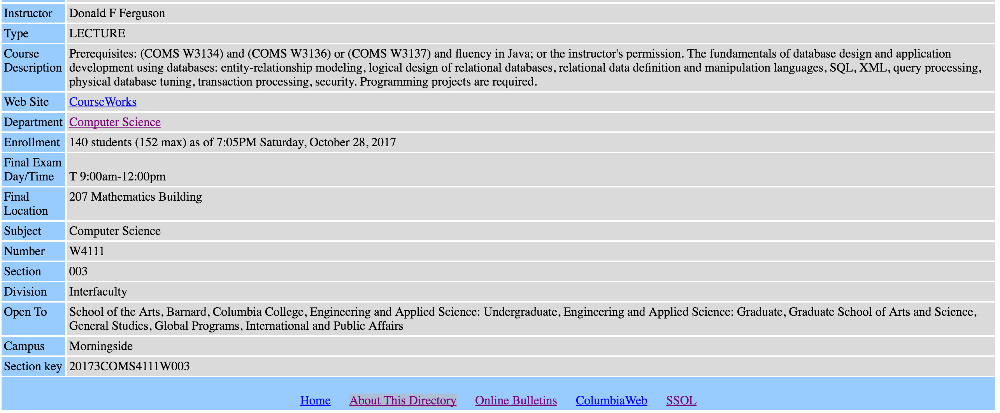 Instructor Donald F Ferguson
Type LECTURE
Course Prerequisites: (COMS W3134) and (COMS W3136) or (COMS W3137) and fluency in Java; or the instructor's permission. The fundamentals of database design and application
Description development using databases: entity-relationship modeling, logical design of relational databases, relational data definition and manipulation languages, SQL, XML, query processing,
physical database tuning, transaction processing, security. Programming projects are required.
Web Site CourseWorks
Department Computer Science
Enrollment 140 students (152 max) as of 7:05PM Saturday, October 28, 2017
Final Exam
Day/Time T 9:00am-12:00pm
Final 207 Mathematics Building
Location
Subject Computer Science
Number W4111
Section 003
Division Interfaculty
Open To School of the Arts, Barnard, Columbia College, Engineering and Applied Science: Undergraduate, Engineering and Applied Science: Graduate, Graduate School of Arts and Science,
General Studies, Global Programs, International and Public Affairs
Campus Morningside
Section key 20173COMS4111W003
Home About This Directory Online Bulletins ColumbiaWeb SSOL